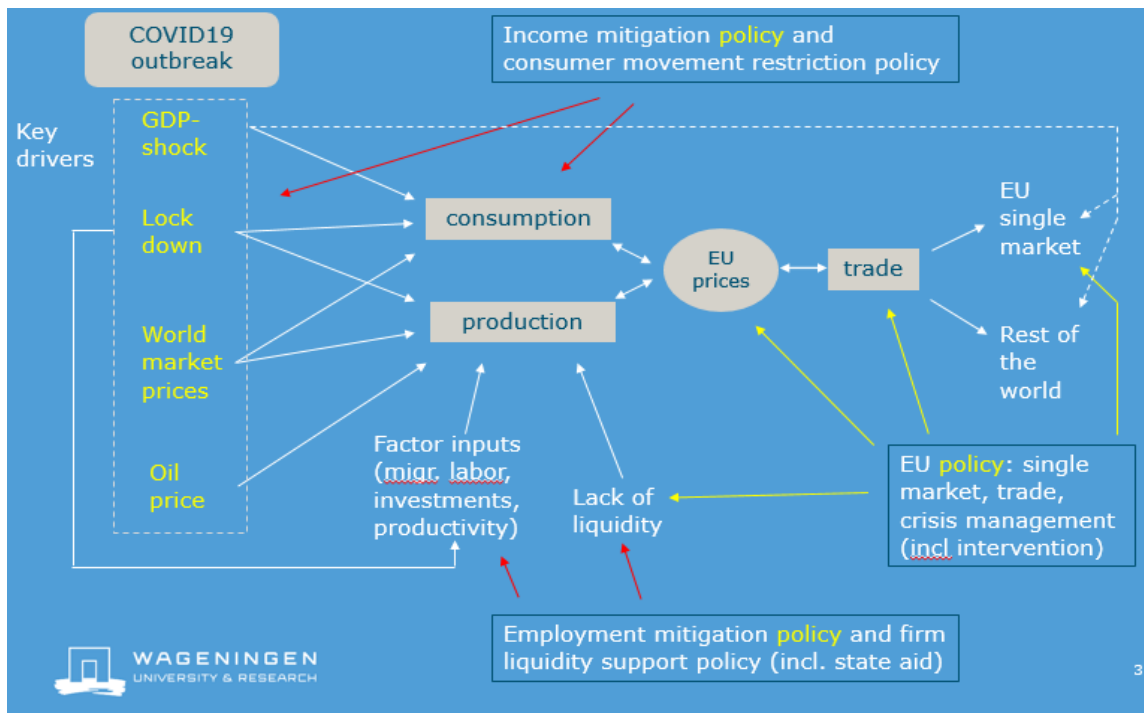 COVID19
outbreak
Income mitigation policy and
consumer movement restriction policy
Key
drivers
GDP-
shock
Lock
down
World
market
prices
Oil
price
consumption
production
EU
prices
trade
EU
single
market
Rest of
the
world
Factor inputs
(migr. labor,
investments,
productivity)
Lack of
liquidity
EU policy: single
market, trade,
crisis management
(incl intervention)
Employment mitigation policy and firm
liquidity support policy (incl. state aid)
WAGENINGEN
UNIVERSITY & RESEARCH
3